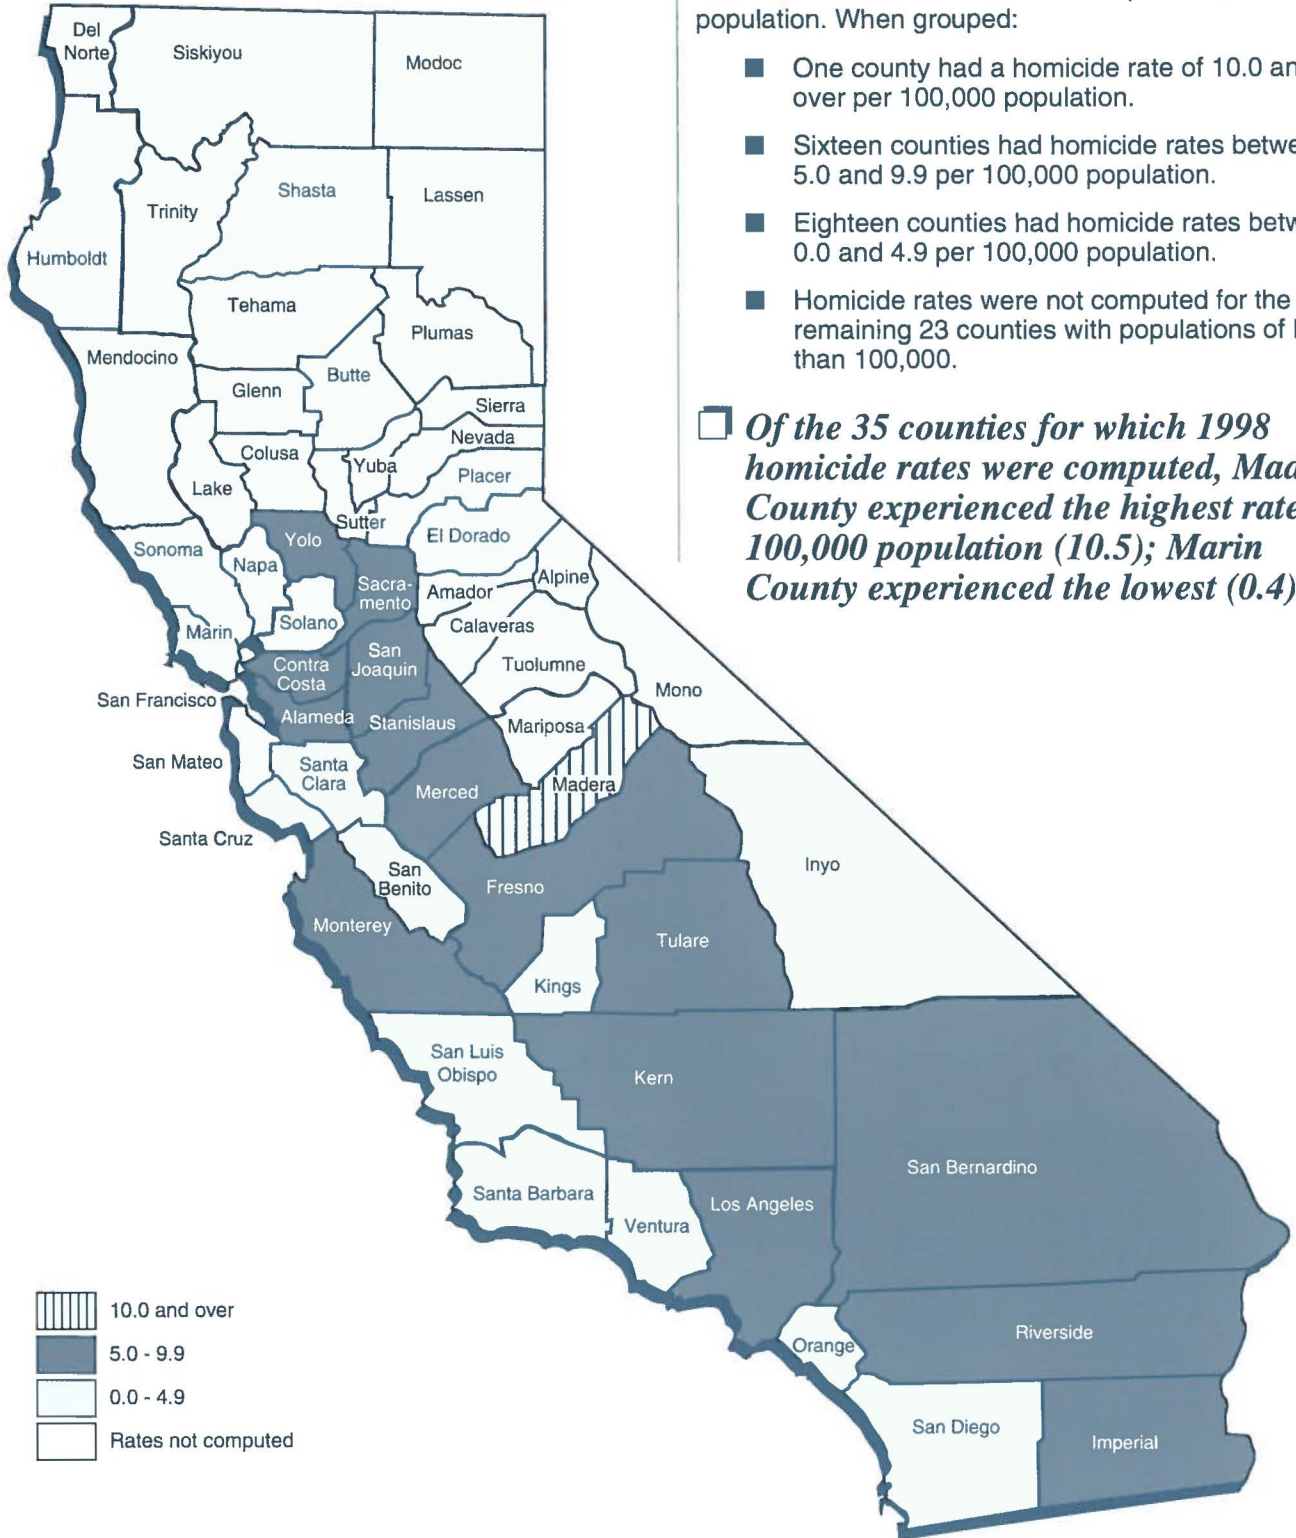 population. When grouped:
One county had a homicide rate of 10.0 an
over per 100,000 population.
Sixteen counties had homicide rates betwe
5.0 and 9.9 per 100,000 population.
Eighteen counties had homicide rates betw
0.0 and 4.9 per 100,000 population.
Homicide rates were not computed for the
remaining 23 counties with populations of l
than 100,000.
Of the 35 counties for which 1998
homicide rates were computed, Mad
County experienced the highest rate
100,000 population (10.5); Marin
County experienced the lowest (0.4)
Del
Norte
Siskiyou
Modoc
Shasta
Lassen
Trinity
Humboldt
Tehama
Plumas
Mendocino
Butte
Glenn
Sierra
Nevada
Colusa
Yuba
Placer
Lake
Sutter
El Dorado
Yolo
Sonoma
Napa
Alpine
Sacra-
mento
Amador
Solano
Calaveras
Marin
San
Joaquin
Contra
Costa
Tuolumne
Mono
San Francisco
Alameda
Stanislaus
Mariposa
San Mateo
Santa
Clara
Merced
Madera
Santa Cruz
Inyo
San
Benito
Fresno
Monterey
Tulare
Kings
San Luis
Obispo
Kern
San Bernardino
Santa Barbara
Los Angeles
Ventura
10.0 and over
5.0 - 9.9
0.0 - 4.9
Rates not computed
Riverside
Orange
San Diego
Imperial